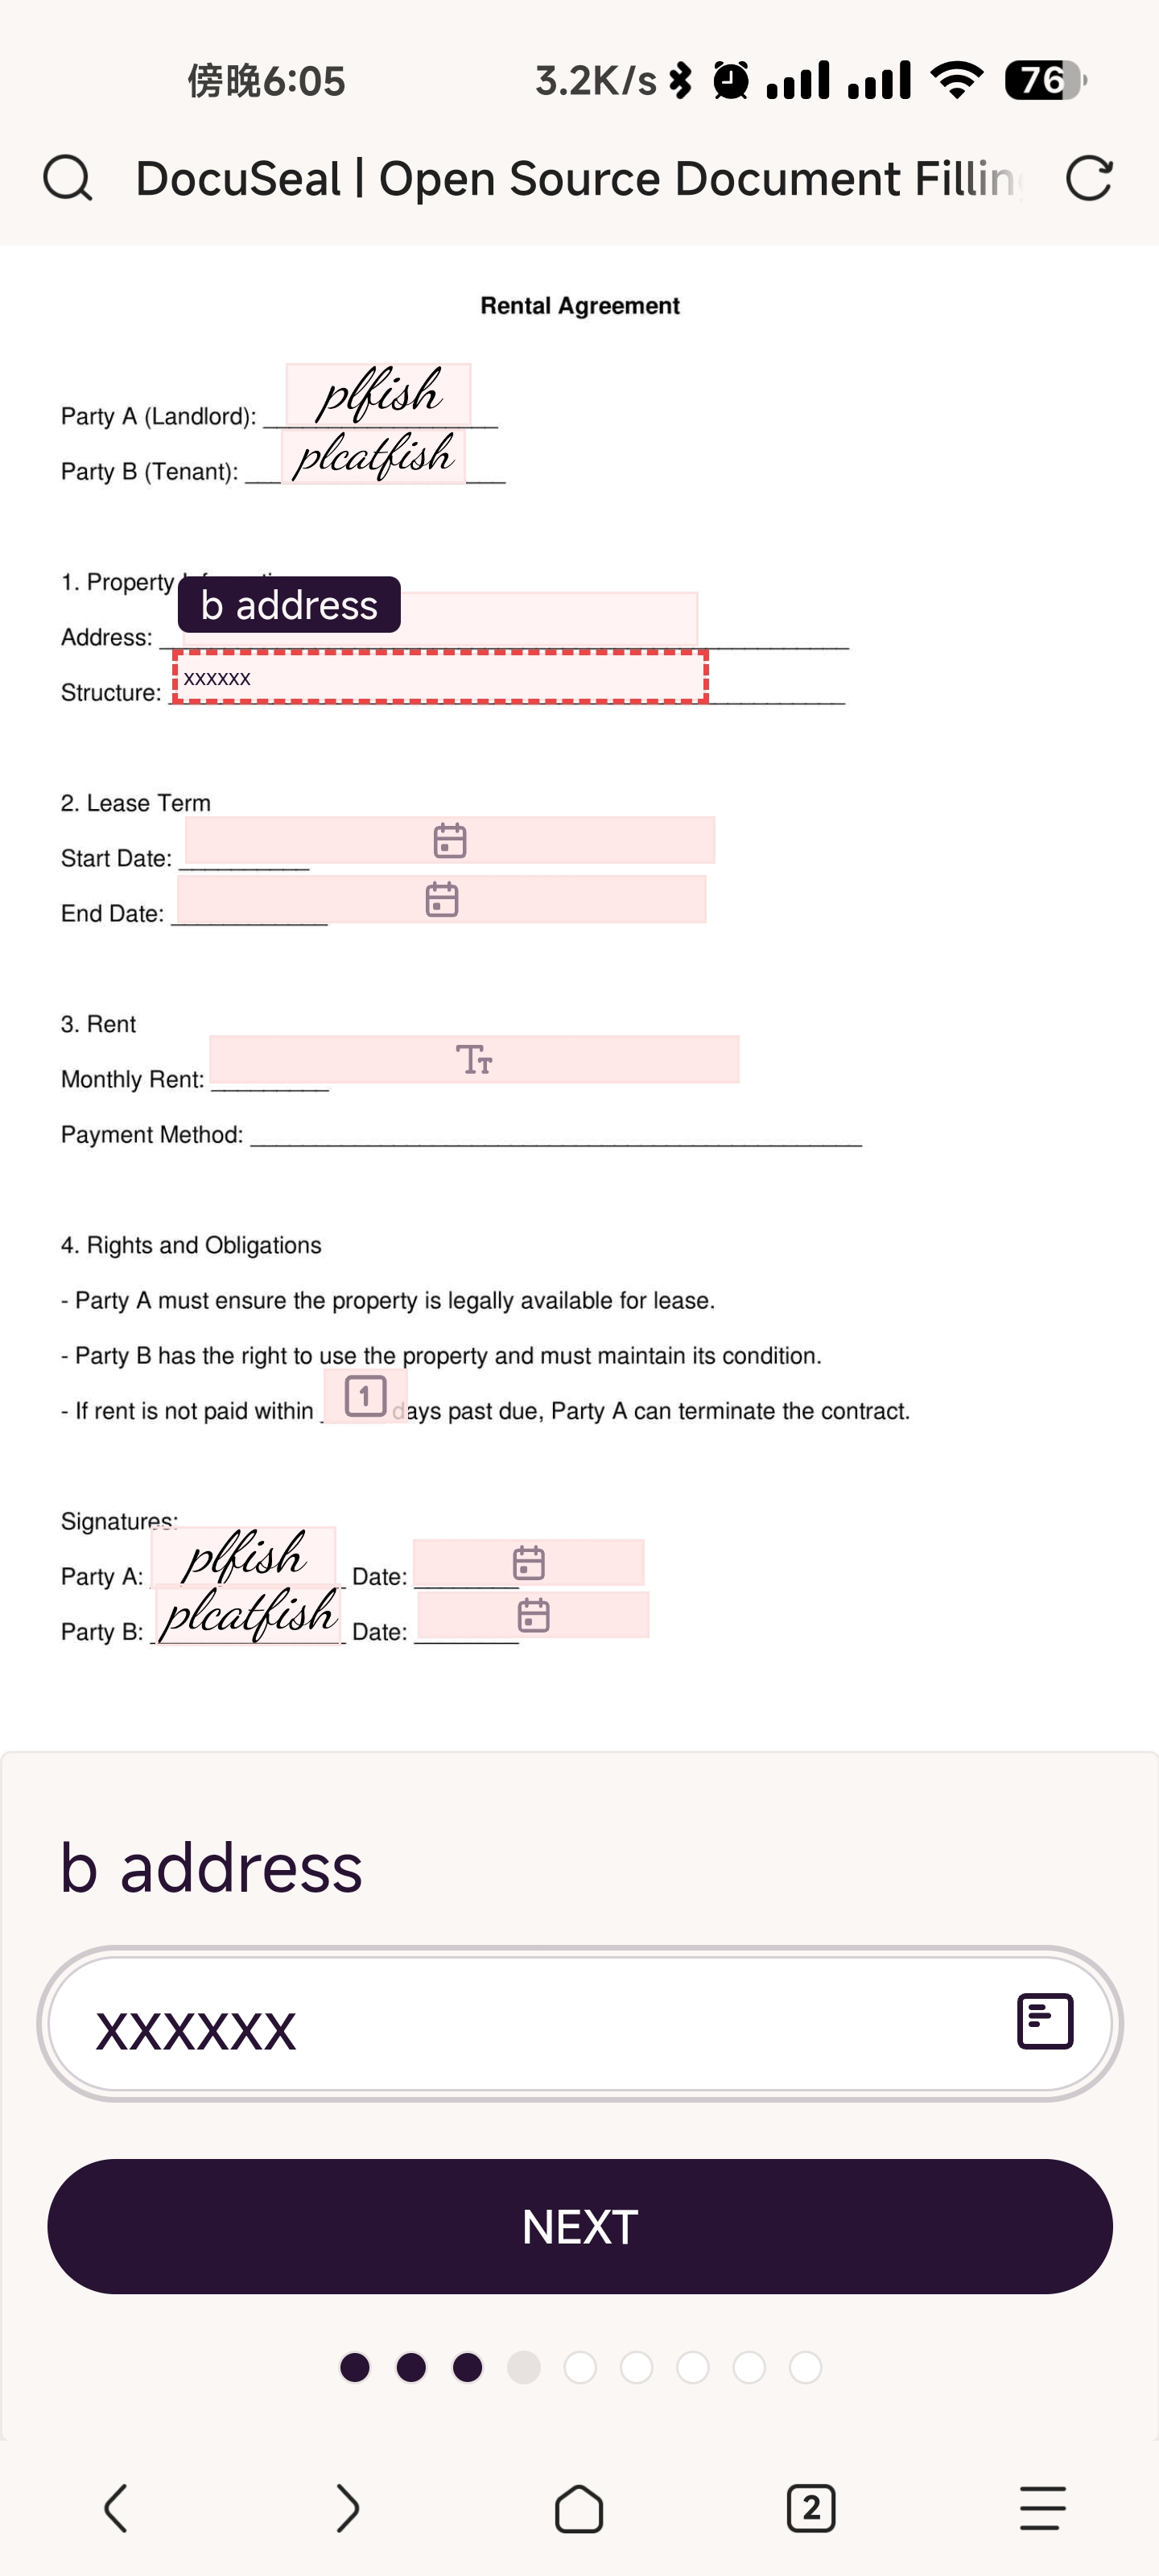 傍晚6:05 3.2K/s 76
DocuSeal | Open Source Document Filling
Rental Agreement
Party A (Landlord): plfish
Party B (Tenant): plcatfish
1. Property
b address
Address:
Structure: xxxxxx
2. Lease Term
Start Date:
End Date:
3. Rent
Monthly Rent:
Payment Method:
4. Rights and Obligations
- Party A must ensure the property is legally available for lease.
- Party B has the right to use the property and must maintain its condition.
- If rent is not paid within 1 days past due, Party A can terminate the contract.
Signatures:
Party A: plfish Date:
Party B: plcatfish Date:
b address
xxxxxx
NEXT
2